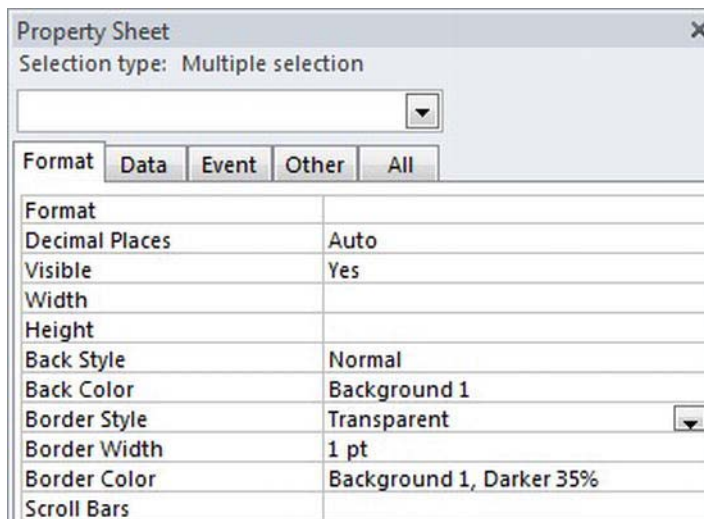 Property Sheet
Selection type: Multiple selection
Format Data Event Other All
Format
Decimal Places Auto
Visible Yes
Width
Height
Back Style Normal
Back Color Background 1
Border Style Transparent
Border Width 1 pt
Border Color Background 1, Darker 35%
Scroll Bars